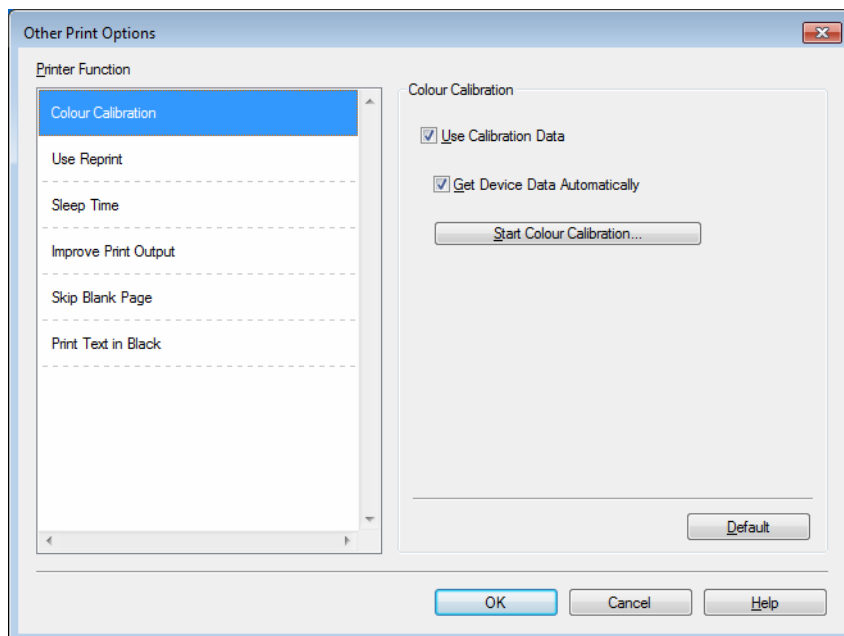 Other Print Options
Printer Function
Colour Calibration
Use Reprint
Sleep Time
Improve Print Output
Skip Blank Page
Print Text in Black
Colour Calibration
Use Calibration Data
Get Device Data Automatically
Start Colour Calibration...
Default
OK Cancel Help